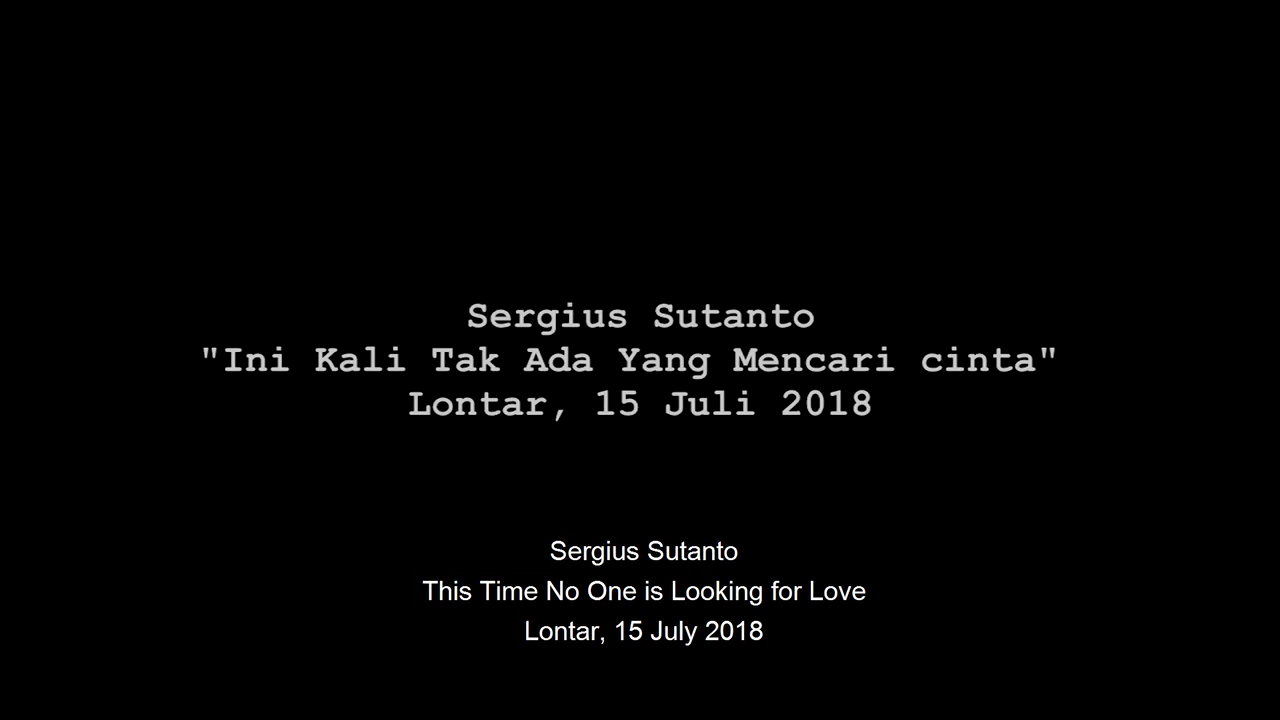 Sergius Sutanto
"Ini Kali Tak Ada Yang Mencari cinta"
Lontar, 15 Juli 2018
Sergius Sutanto
This Time No One is Looking for Love
Lontar, 15 July 2018